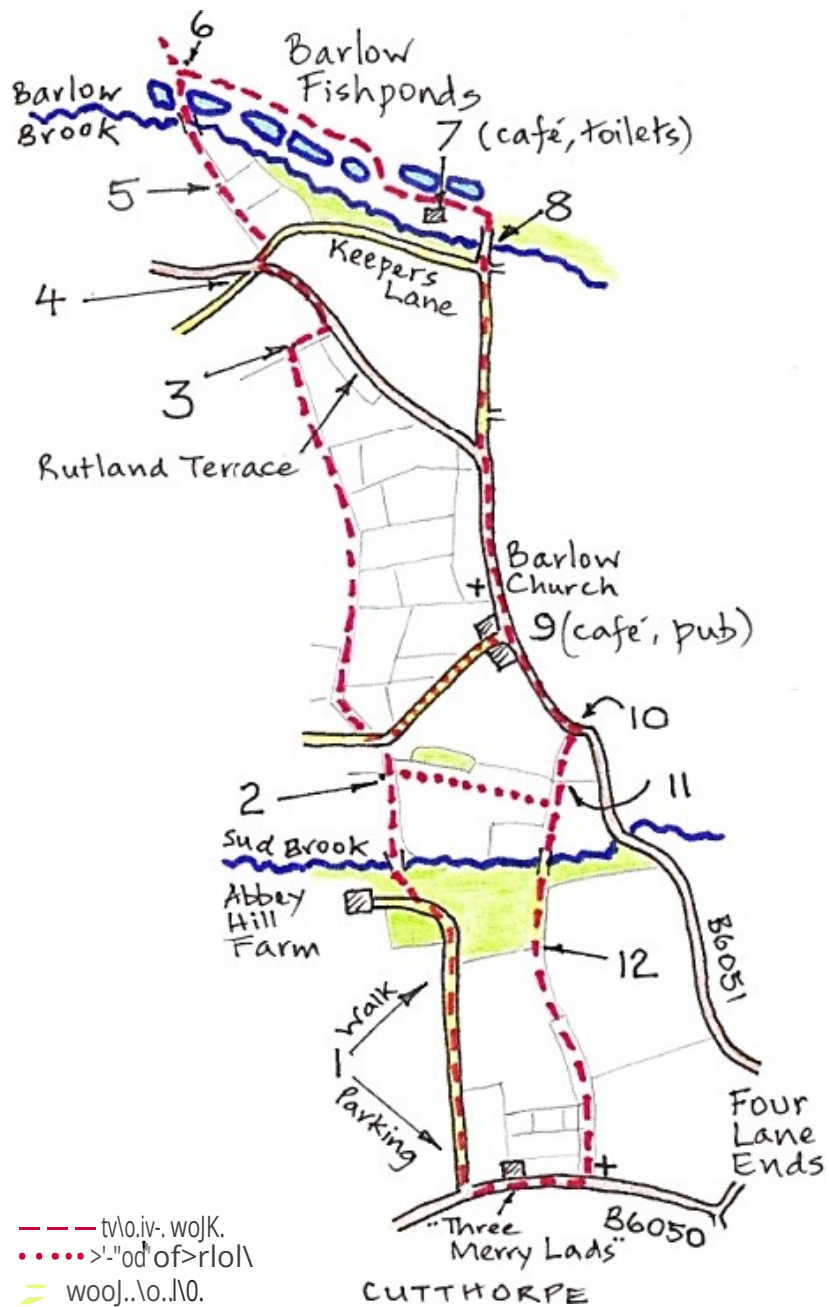 6
Barlow
Fishponds
Barlow
Brook
7 (café, toilets)
5
8
Keepers
Lane
4
3
Rutland Terrace
Barlow
Church
+
9 (café, pub)
10
2
11
Sud Brook
Abbey
Hill
Farm
12
B6051
Walk
1
Parking
Four
Lane
Ends
+
"Three
Merry Lads"
B6050
CUTTHORPE